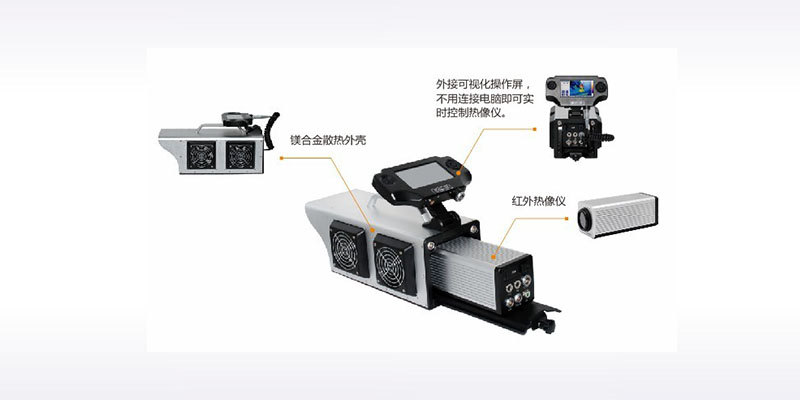 外接可视化操作屏，
不用连接电脑即可实
时控制热像仪。
镁合金散热外壳
红外热像仪